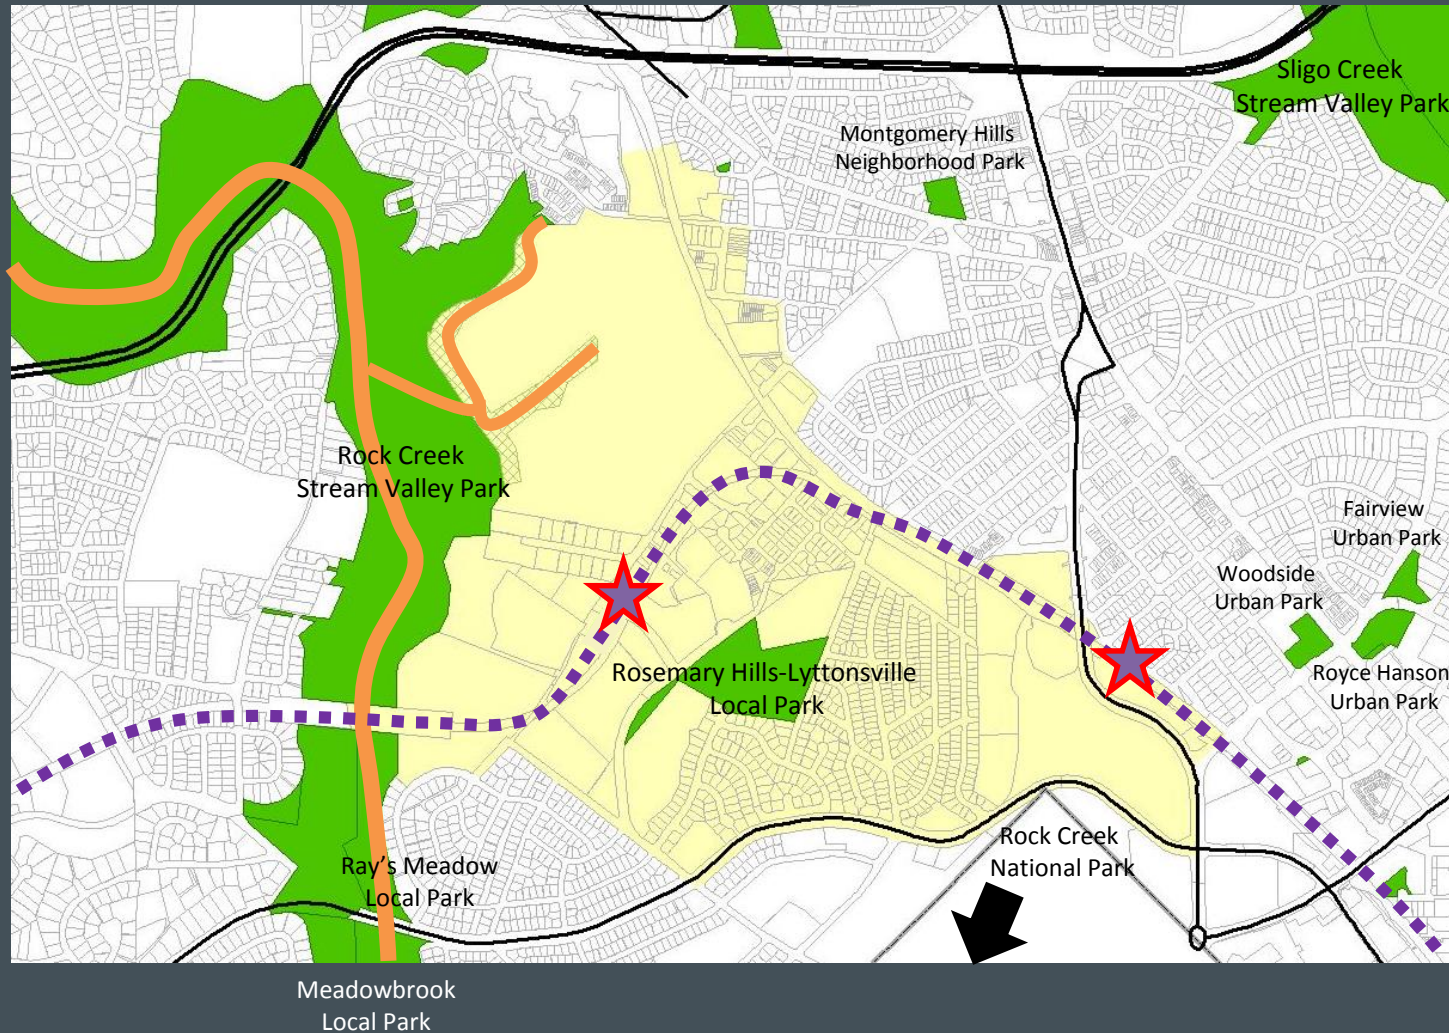 Sligo Creek
Stream Valley Park
Montgomery Hills
Neighborhood Park
Rock Creek
Stream Valley Park
Fairview
Urban Park
Woodside
Urban Park
Rosemary Hills-Lyttonsville
Local Park
Royce Hanson
Urban Park
Rock Creek
National Park
Ray's Meadow
Local Park
Meadowbrook
Local Park